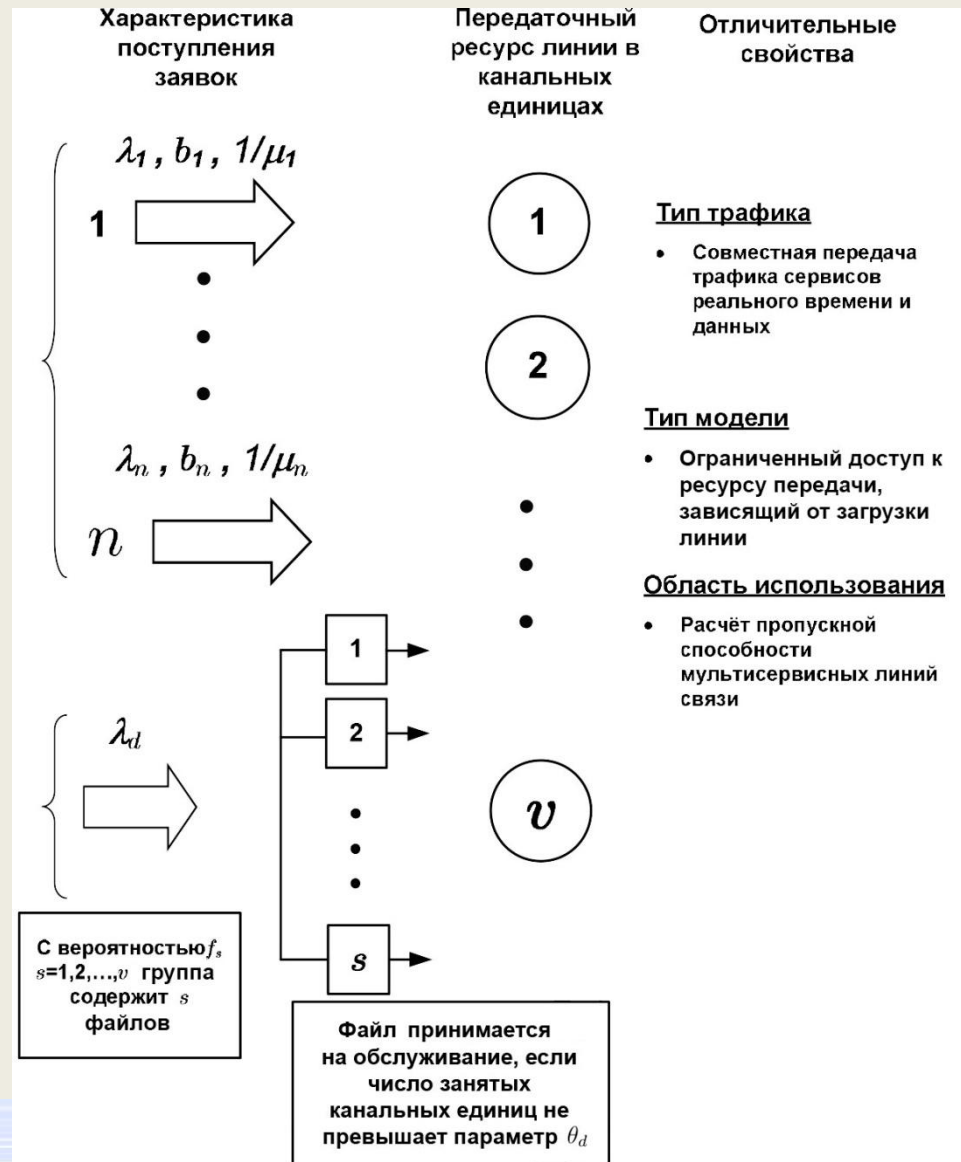 Характеристика
поступления
заявок
Передаточный
ресурс линии в
канальных
единицах
Отличительные
свойства
λ₁ , b₁ , 1/μ₁
1
λₙ , bₙ , 1/μₙ
n
1
2
v
Тип трафика
• Совместная передача
трафика сервисов
реального времени и
данных
Тип модели
• Ограниченный доступ к
ресурсу передачи,
зависящий от загрузки
линии
Область использования
• Расчёт пропускной
способности
мультисервисных линий
связи
λ_d
1
2
s
С вероятностью f_s
s=1,2,...,v группа
содержит s
файлов
Файл принимается
на обслуживание, если
число занятых
канальных единиц не
превышает параметр θ_d